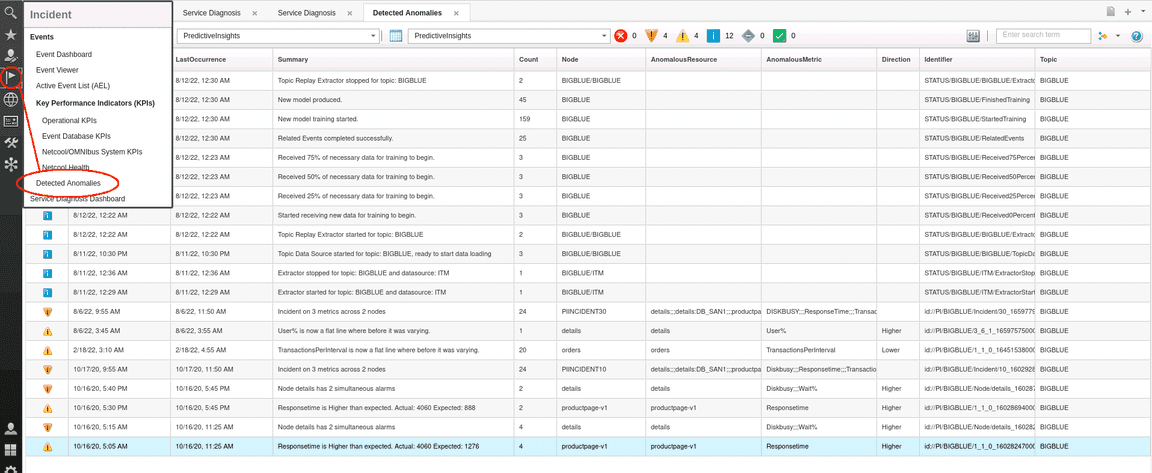 Incident
Service Diagnosis
Service Diagnosis
Detected Anomalies
Events
Event Dashboard
Event Viewer
Active Event List (AEL)
Key Performance Indicators (KPIs)
Operational KPIs
Event Database KPIs
Netcool/OMNIbus System KPIs
Netcool Health
Detected Anomalies
Service Diagnosis Dashboard
PredictiveInsights
PredictiveInsights
0 4 4 12 0 0
Enter search term
LastOccurrence Summary Count Node AnomalousResource AnomalousMetric Direction Identifier Topic
8/12/22, 12:30 AM Topic Replay Extractor stopped for topic: BIGBLUE 2 BIGBLUE/BIGBLUE STATUS/BIGBLUE/BIGBLUE/Extracto BIGBLUE
8/12/22, 12:30 AM New model produced. 45 BIGBLUE STATUS/BIGBLUE/FinishedTraining BIGBLUE
8/12/22, 12:30 AM New model training started. 159 BIGBLUE STATUS/BIGBLUE/StartedTraining BIGBLUE
8/12/22, 12:30 AM Related Events completed successfully. 25 BIGBLUE STATUS/BIGBLUE/RelatedEvents BIGBLUE
8/12/22, 12:23 AM Received 75% of necessary data for training to begin. 3 BIGBLUE STATUS/BIGBLUE/Received75Percen BIGBLUE
8/12/22, 12:23 AM Received 50% of necessary data for training to begin. 3 BIGBLUE STATUS/BIGBLUE/Received50Percen BIGBLUE
8/12/22, 12:23 AM Received 25% of necessary data for training to begin. 3 BIGBLUE STATUS/BIGBLUE/Received25Percen BIGBLUE
8/12/22, 12:22 AM 8/12/22, 12:22 AM Started receiving new data for training to begin. 3 BIGBLUE STATUS/BIGBLUE/Received0Percent BIGBLUE
8/12/22, 12:22 AM 8/12/22, 12:22 AM Topic Replay Extractor started for topic: BIGBLUE 2 BIGBLUE/BIGBLUE STATUS/BIGBLUE/BIGBLUE/Extracto BIGBLUE
8/11/22, 10:30 PM 8/11/22, 10:30 PM Topic Data Source started for topic: BIGBLUE, ready to start data loading 3 BIGBLUE/BIGBLUE STATUS/BIGBLUE/BIGBLUE/TopicDa BIGBLUE
8/11/22, 12:36 AM 8/11/22, 12:36 AM Extractor stopped for topic: BIGBLUE and datasource: ITM 1 BIGBLUE/ITM STATUS/BIGBLUE/ITM/ExtractorStop BIGBLUE
8/11/22, 12:29 AM 8/11/22, 12:29 AM Extractor started for topic: BIGBLUE and datasource: ITM 1 BIGBLUE/ITM STATUS/BIGBLUE/ITM/ExtractorStar BIGBLUE
8/6/22, 9:55 AM 8/6/22, 11:50 AM Incident on 3 metrics across 2 nodes 24 PIINCIDENT30 details;;;details:DB_SAN1;;;productpa DISKBUSY;;;ResponseTime;;;Transac id://PI/BIGBLUE/Incident/30_1659779 BIGBLUE
8/6/22, 3:45 AM 8/6/22, 3:55 AM User% is now a flat line where before it was varying. 1 details details User% Higher id://PI/BIGBLUE/3_6_1_1659757500 BIGBLUE
2/18/22, 3:10 AM 2/18/22, 4:55 AM TransactionsPerInterval is now a flat line where before it was varying. 20 orders orders TransactionsPerInterval Lower id://PI/BIGBLUE/1_1_0_1645153800 BIGBLUE
10/17/20, 9:55 AM 10/17/20, 11:50 AM Incident on 3 metrics across 2 nodes 24 PIINCIDENT10 details;;;details:DB_SAN1;;;productpa Diskbusy;;;Responsetime;;;Transactio id://PI/BIGBLUE/Incident/10_1602928 BIGBLUE
10/16/20, 5:40 PM 10/16/20, 5:45 PM Node details has 2 simultaneous alarms 2 details details Diskbusy;;;Wait% Higher id://PI/BIGBLUE/Node/details_16028 BIGBLUE
10/16/20, 5:30 PM 10/16/20, 5:45 PM Responsetime is Higher than expected. Actual: 4060 Expected: 888 2 productpage-v1 productpage-v1 Responsetime Higher id://PI/BIGBLUE/1_1_0_1602869400 BIGBLUE
10/16/20, 5:15 PM 10/16/20, 11:25 AM Node details has 2 simultaneous alarms 4 details details Diskbusy;;;Wait% Higher id://PI/BIGBLUE/Node/details_16028 BIGBLUE
10/16/20, 5:05 AM 10/16/20, 11:25 AM Responsetime is Higher than expected. Actual: 4060 Expected: 1276 4 productpage-v1 productpage-v1 Responsetime Higher id://PI/BIGBLUE/1_1_0_1602824700 BIGBLUE